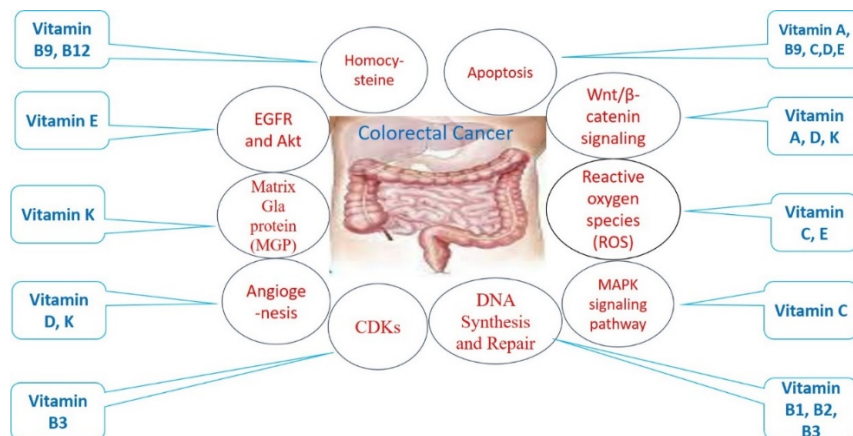 Vitamin
B9, B12
Homocy-
steine
Apoptosis
Vitamin A,
B9, C,D,E
Vitamin E
EGFR
and Akt
Colorectal Cancer
Wnt/β-
catenin
signaling
Vitamin
A, D, K
Vitamin K
Matrix
Gla
protein
(MGP)
Reactive
oxygen
species
(ROS)
Vitamin
C, E
Vitamin
D, K
Angioge
-nesis
CDKs
DNA
Synthesis
and Repair
MAPK
signaling
pathway
Vitamin C
Vitamin
B3
Vitamin
B1, B2,
B3